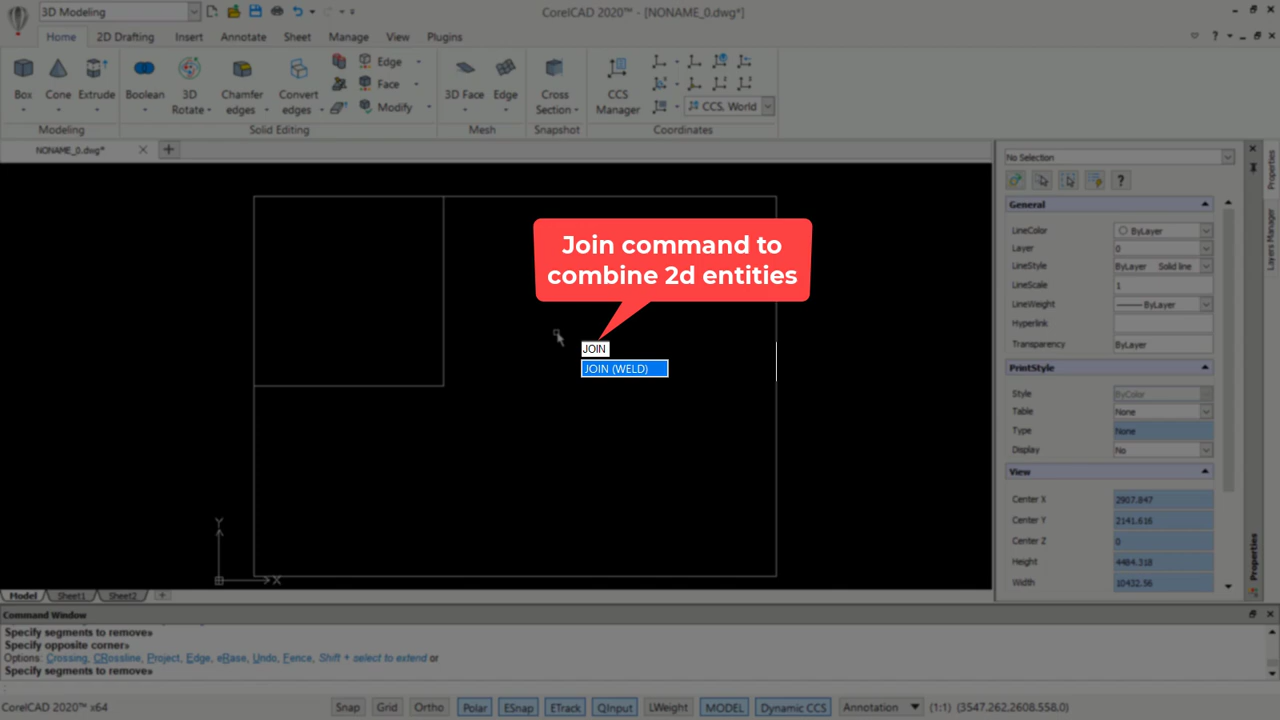 3D Modeling
CorelCAD 2020™ - [NONAME_0.dwg*]
Home 2D Drafting Insert Annotate Sheet Manage View Plugins
Box Cone Extrude Boolean 3D Rotate Chamfer edges Convert edges Edge Face Modify 3D Face Edge Cross Section CCS Manager CCS, World
Modeling Solid Editing Mesh Snapshot Coordinates
NONAME_0.dwg*
Join command to
combine 2d entities
JOIN
JOIN (WELD)
Y
X
No Selection
?
General
LineColor ByLayer
Layer 0
LineStyle ByLayer Solid line
LineScale 1
LineWeight ByLayer
Hyperlink
Transparency ByLayer
PrintStyle
Style ByColor
Table None
Type None
Display No
View
Center X 2907.847
Center Y 2141.616
Center Z 0
Height 4484.318
Width 10432.56
Properties
Layers Manager
Properties
Model Sheet1 Sheet2
Command Window
Specify segments to remove»
Specify opposite corner»
Options: Crossing, CRossline, Project, Edge, eRase, Undo, Fence, Shift + select to extend or
Specify segments to remove»
:
CorelCAD 2020™ x64 Snap Grid Ortho Polar ESnap ETrack QInput LWeight MODEL Dynamic CCS Annotation (1:1) (3547.262,2608.558,0)